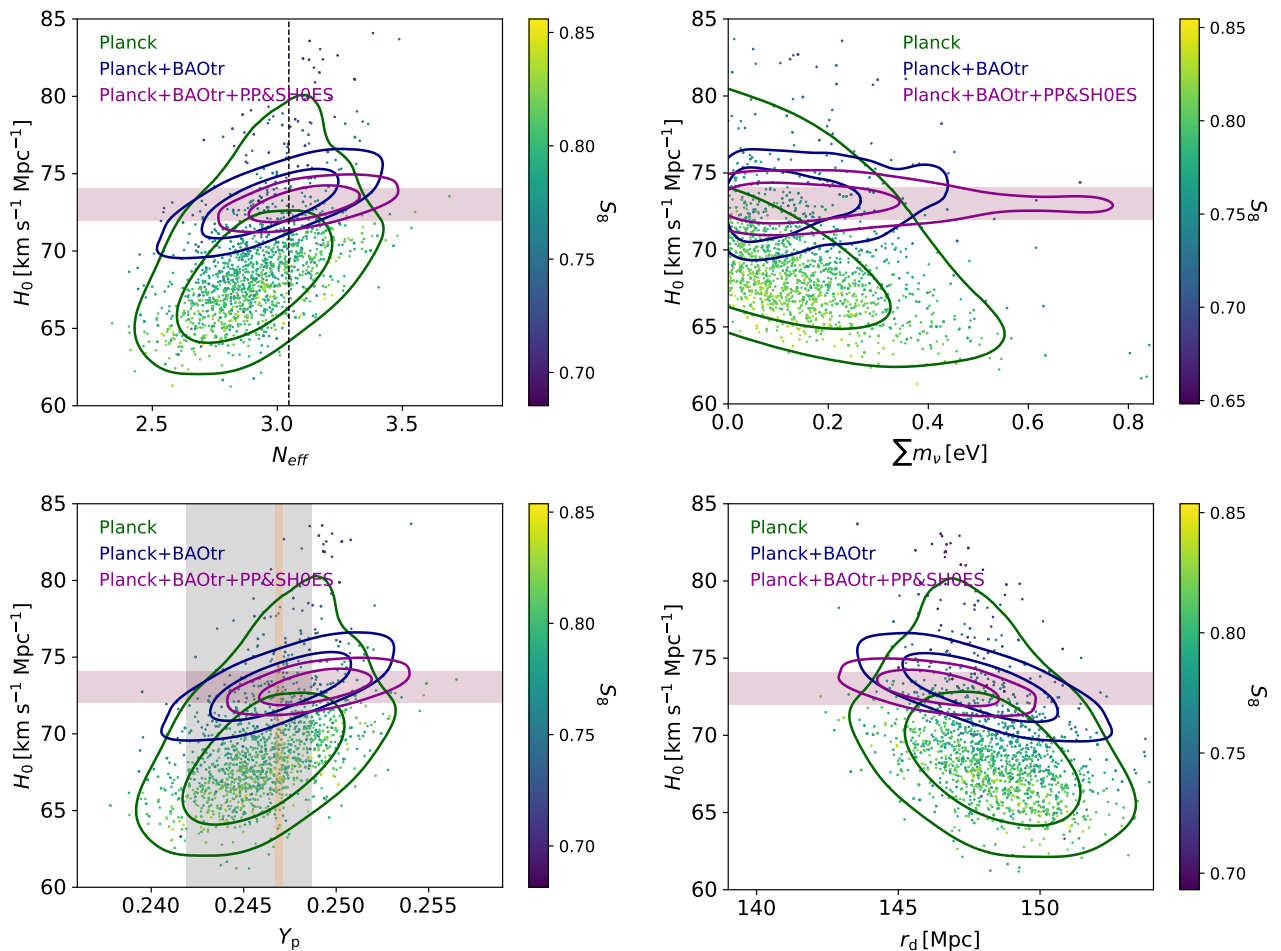 85
80
75
70
65
60
H₀ [km s⁻¹ Mpc⁻¹]
Planck
Planck+BAOtr
Planck+BAOtr+PP&SH0ES
2.5 3.0 3.5
N_eff
0.85
0.80
0.75
0.70
S₈
85
80
75
70
65
60
H₀ [km s⁻¹ Mpc⁻¹]
Planck
Planck+BAOtr
Planck+BAOtr+PP&SH0ES
0.0 0.2 0.4 0.6 0.8
∑m_ν [eV]
0.85
0.80
0.75
0.70
0.65
S₈
85
80
75
70
65
60
H₀ [km s⁻¹ Mpc⁻¹]
Planck
Planck+BAOtr
Planck+BAOtr+PP&SH0ES
0.240 0.245 0.250 0.255
Y_p
0.85
0.80
0.75
0.70
S₈
85
80
75
70
65
60
H₀ [km s⁻¹ Mpc⁻¹]
Planck
Planck+BAOtr
Planck+BAOtr+PP&SH0ES
140 145 150
r_d [Mpc]
0.85
0.80
0.75
0.70
S₈